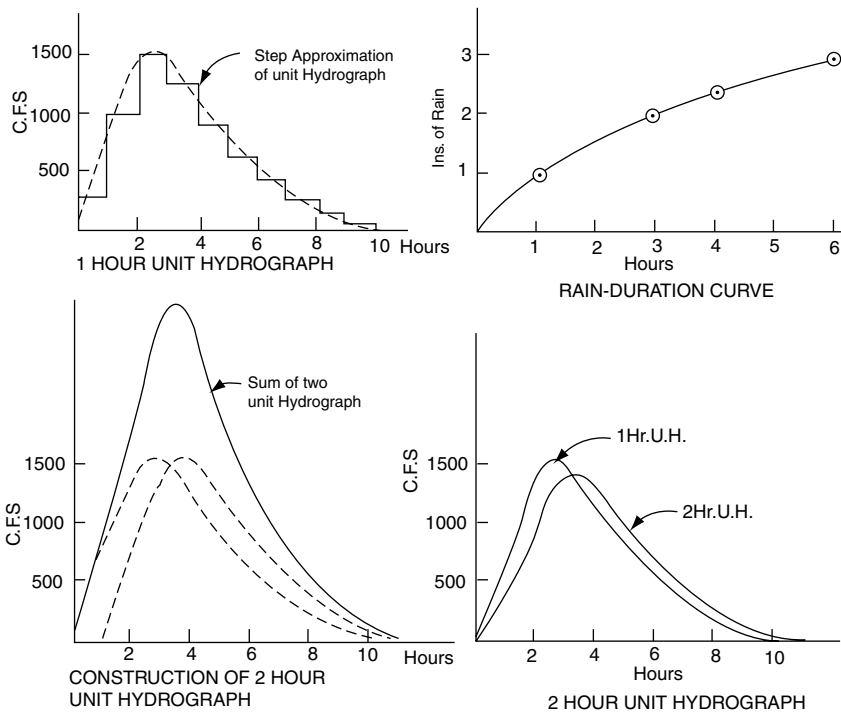 1500
1000
500
C.F.S
Step Approximation
of unit Hydrograph
2 4 6 8 10 Hours
1 HOUR UNIT HYDROGRAPH
3
2
1
Ins. of Rain
1 2 3 4 5 6
Hours
RAIN-DURATION CURVE
Sum of two
unit Hydrograph
1500
1000
500
C.F.S
2 4 6 8 10 Hours
CONSTRUCTION OF 2 HOUR
UNIT HYDROGRAPH
1Hr.U.H.
2Hr.U.H.
1500
1000
500
C.F.S
2 4 6 8 10
Hours
2 HOUR UNIT HYDROGRAPH